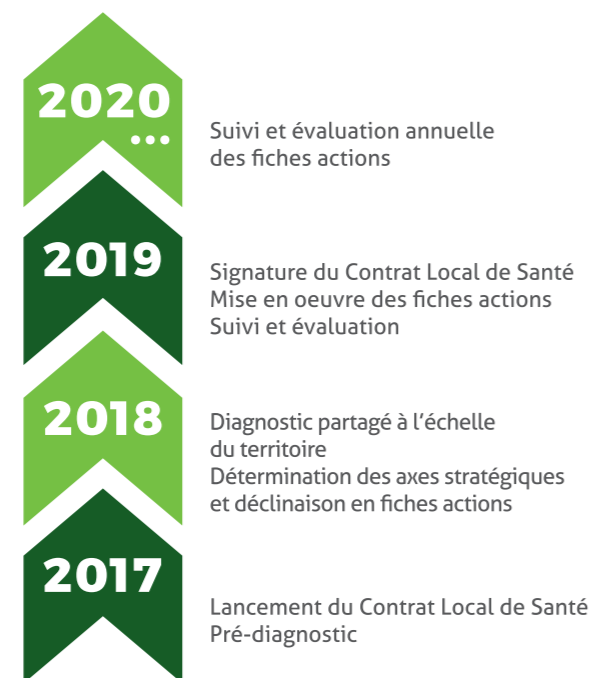 2020
...
Suivi et évaluation annuelle
des fiches actions
2019
Signature du Contrat Local de Santé
Mise en oeuvre des fiches actions
Suivi et évaluation
2018
Diagnostic partagé à l'échelle
du territoire
Détermination des axes stratégiques
et déclinaison en fiches actions
2017
Lancement du Contrat Local de Santé
Pré-diagnostic